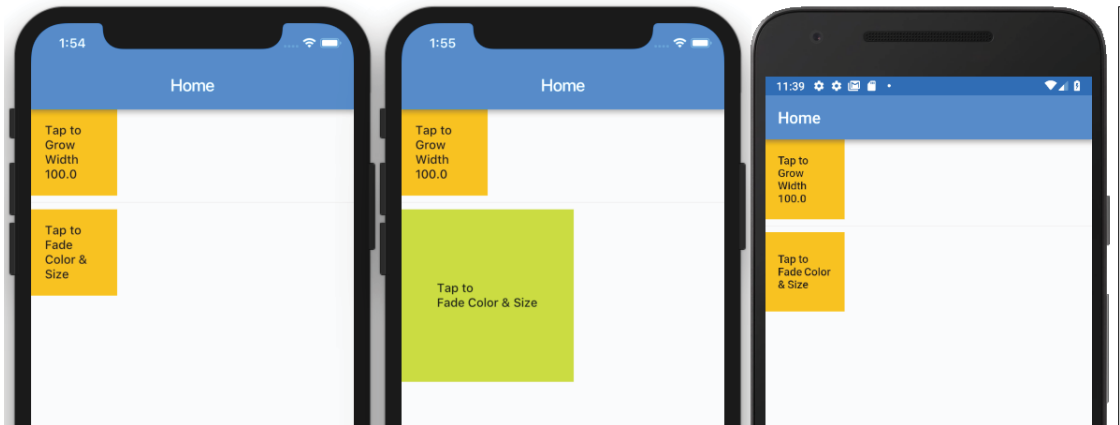 1:54
Home
Tap to
Grow
Width
100.0
Tap to
Fade
Color &
Size
1:55
Home
Tap to
Grow
Width
100.0
Tap to
Fade Color & Size
11:39
Home
Tap to
Grow
Width
100.0
Tap to
Fade Color
& Size